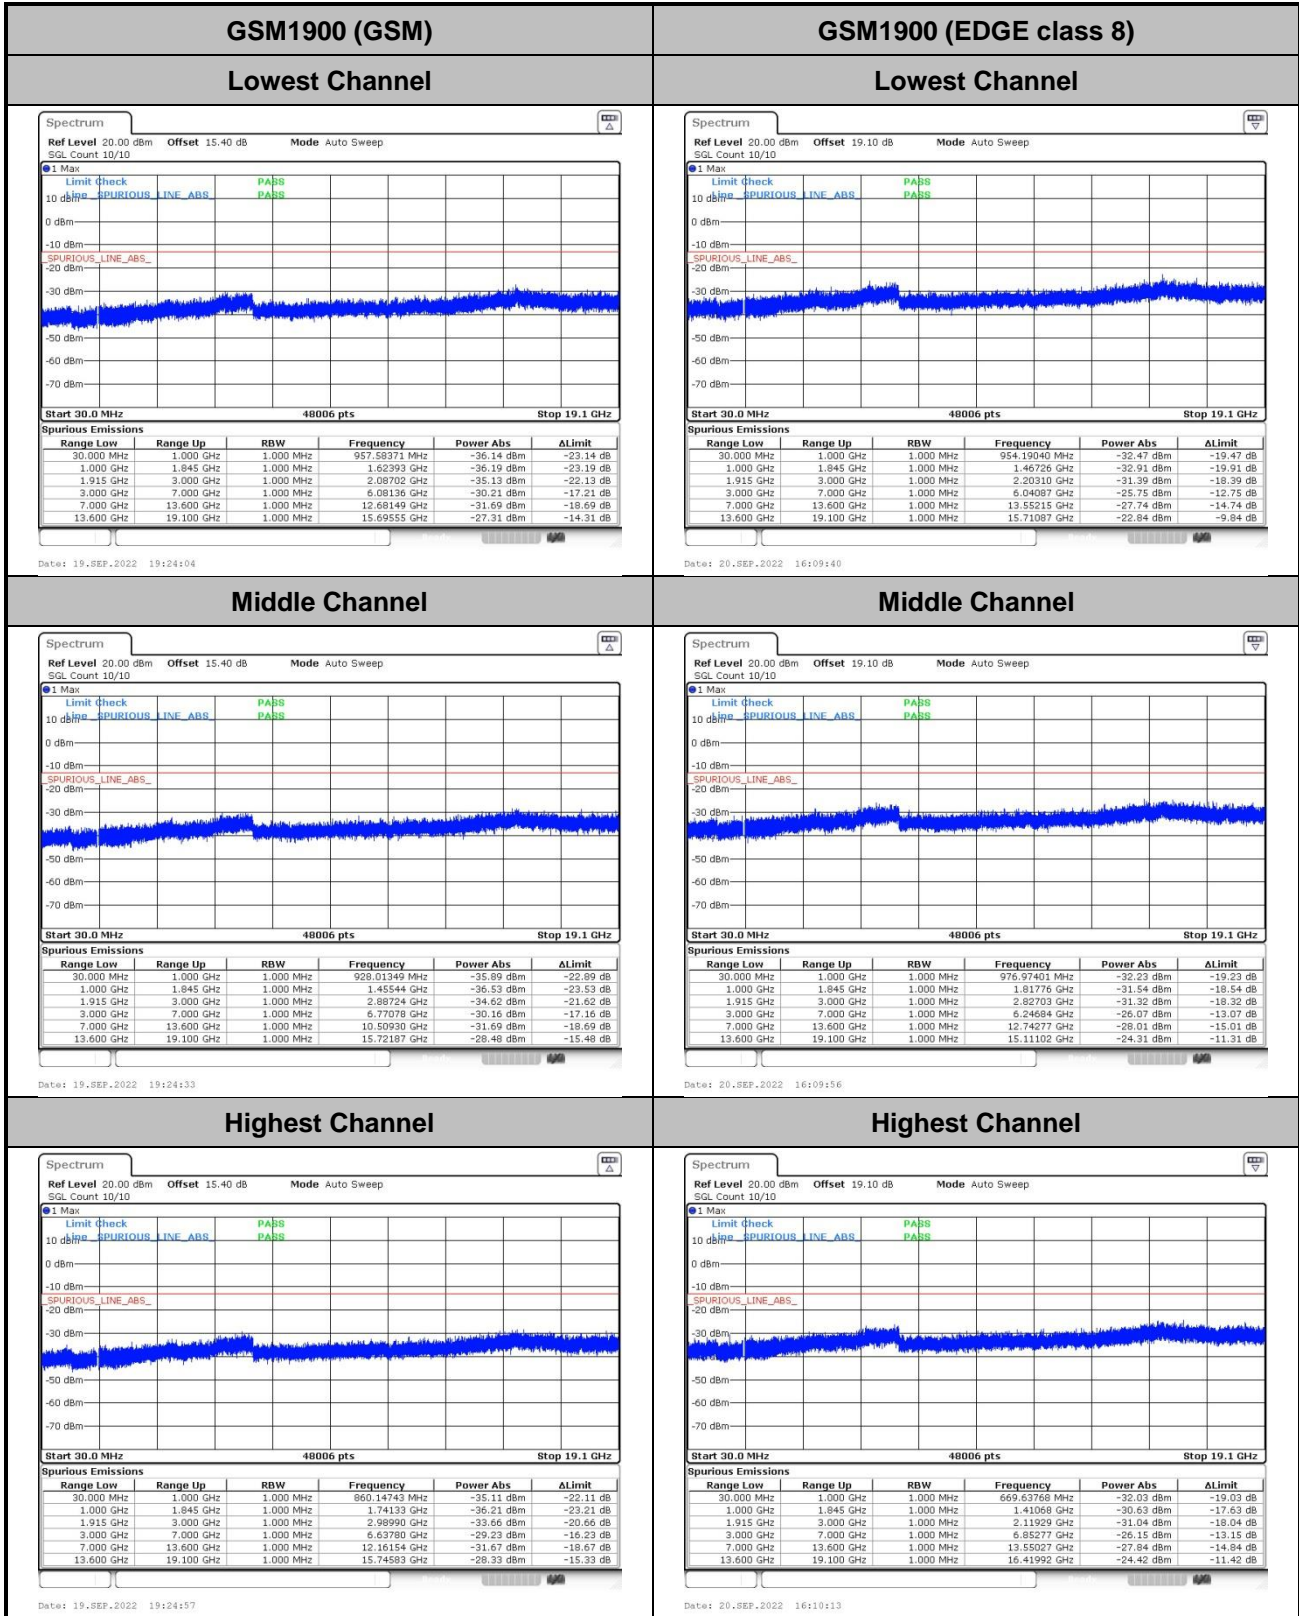 GSM1900 (GSM)
GSM1900 (EDGE class 8)
Lowest Channel
Lowest Channel
Spectrum
Ref Level 20.00 dBm Offset 15.40 dB Mode Auto Sweep
SGL Count 10/10
1 Max
Limit Check PASS
10 dBm Line _SPURIOUS_LINE_ABS_ PASS
0 dBm
-10 dBm
_SPURIOUS_LINE_ABS_
-20 dBm
-30 dBm
-50 dBm
-60 dBm
-70 dBm
Start 30.0 MHz 48006 pts Stop 19.1 GHz
Spurious Emissions
Range Low Range Up RBW Frequency Power Abs ΔLimit
30.000 MHz 1.000 GHz 1.000 MHz 957.58371 MHz -36.14 dBm -23.14 dB
1.000 GHz 1.845 GHz 1.000 MHz 1.62393 GHz -36.19 dBm -23.19 dB
1.915 GHz 3.000 GHz 1.000 MHz 2.08702 GHz -35.13 dBm -22.13 dB
3.000 GHz 7.000 GHz 1.000 MHz 6.08136 GHz -30.21 dBm -17.21 dB
7.000 GHz 13.600 GHz 1.000 MHz 12.68149 GHz -31.69 dBm -18.69 dB
13.600 GHz 19.100 GHz 1.000 MHz 15.69555 GHz -27.31 dBm -14.31 dB
Date: 19.SEP.2022 19:24:04
Spectrum
Ref Level 20.00 dBm Offset 19.10 dB Mode Auto Sweep
SGL Count 10/10
1 Max
Limit Check PASS
10 dBm Line _SPURIOUS_LINE_ABS_ PASS
0 dBm
-10 dBm
_SPURIOUS_LINE_ABS_
-20 dBm
-30 dBm
-50 dBm
-60 dBm
-70 dBm
Start 30.0 MHz 48006 pts Stop 19.1 GHz
Spurious Emissions
Range Low Range Up RBW Frequency Power Abs ΔLimit
30.000 MHz 1.000 GHz 1.000 MHz 954.19040 MHz -32.47 dBm -19.47 dB
1.000 GHz 1.845 GHz 1.000 MHz 1.46726 GHz -32.91 dBm -19.91 dB
1.915 GHz 3.000 GHz 1.000 MHz 2.20310 GHz -31.39 dBm -18.39 dB
3.000 GHz 7.000 GHz 1.000 MHz 6.04087 GHz -25.75 dBm -12.75 dB
7.000 GHz 13.600 GHz 1.000 MHz 13.55215 GHz -27.74 dBm -14.74 dB
13.600 GHz 19.100 GHz 1.000 MHz 15.71087 GHz -22.84 dBm -9.84 dB
Date: 20.SEP.2022 16:09:40
Middle Channel
Middle Channel
Spectrum
Ref Level 20.00 dBm Offset 15.40 dB Mode Auto Sweep
SGL Count 10/10
1 Max
Limit Check PASS
10 dBm Line _SPURIOUS_LINE_ABS_ PASS
0 dBm
-10 dBm
_SPURIOUS_LINE_ABS_
-20 dBm
-30 dBm
-50 dBm
-60 dBm
-70 dBm
Start 30.0 MHz 48006 pts Stop 19.1 GHz
Spurious Emissions
Range Low Range Up RBW Frequency Power Abs ΔLimit
30.000 MHz 1.000 GHz 1.000 MHz 928.01349 MHz -35.89 dBm -22.89 dB
1.000 GHz 1.845 GHz 1.000 MHz 1.45544 GHz -36.53 dBm -23.53 dB
1.915 GHz 3.000 GHz 1.000 MHz 2.88724 GHz -34.62 dBm -21.62 dB
3.000 GHz 7.000 GHz 1.000 MHz 6.77078 GHz -30.16 dBm -17.16 dB
7.000 GHz 13.600 GHz 1.000 MHz 10.50930 GHz -31.69 dBm -18.69 dB
13.600 GHz 19.100 GHz 1.000 MHz 15.72187 GHz -28.48 dBm -15.48 dB
Date: 19.SEP.2022 19:24:33
Spectrum
Ref Level 20.00 dBm Offset 19.10 dB Mode Auto Sweep
SGL Count 10/10
1 Max
Limit Check PASS
10 dBm Line _SPURIOUS_LINE_ABS_ PASS
0 dBm
-10 dBm
_SPURIOUS_LINE_ABS_
-20 dBm
-30 dBm
-50 dBm
-60 dBm
-70 dBm
Start 30.0 MHz 48006 pts Stop 19.1 GHz
Spurious Emissions
Range Low Range Up RBW Frequency Power Abs ΔLimit
30.000 MHz 1.000 GHz 1.000 MHz 976.97401 MHz -32.23 dBm -19.23 dB
1.000 GHz 1.845 GHz 1.000 MHz 1.81776 GHz -31.54 dBm -18.54 dB
1.915 GHz 3.000 GHz 1.000 MHz 2.82703 GHz -31.32 dBm -18.32 dB
3.000 GHz 7.000 GHz 1.000 MHz 6.24684 GHz -26.07 dBm -13.07 dB
7.000 GHz 13.600 GHz 1.000 MHz 12.74277 GHz -28.01 dBm -15.01 dB
13.600 GHz 19.100 GHz 1.000 MHz 15.11102 GHz -24.31 dBm -11.31 dB
Date: 20.SEP.2022 16:09:56
Highest Channel
Highest Channel
Spectrum
Ref Level 20.00 dBm Offset 15.40 dB Mode Auto Sweep
SGL Count 10/10
1 Max
Limit Check PASS
10 dBm Line _SPURIOUS_LINE_ABS_ PASS
0 dBm
-10 dBm
_SPURIOUS_LINE_ABS_
-20 dBm
-30 dBm
-50 dBm
-60 dBm
-70 dBm
Start 30.0 MHz 48006 pts Stop 19.1 GHz
Spurious Emissions
Range Low Range Up RBW Frequency Power Abs ΔLimit
30.000 MHz 1.000 GHz 1.000 MHz 860.14743 MHz -35.11 dBm -22.11 dB
1.000 GHz 1.845 GHz 1.000 MHz 1.74133 GHz -36.21 dBm -23.21 dB
1.915 GHz 3.000 GHz 1.000 MHz 2.98990 GHz -33.66 dBm -20.66 dB
3.000 GHz 7.000 GHz 1.000 MHz 6.63780 GHz -29.23 dBm -16.23 dB
7.000 GHz 13.600 GHz 1.000 MHz 12.16154 GHz -31.67 dBm -18.67 dB
13.600 GHz 19.100 GHz 1.000 MHz 15.74583 GHz -28.33 dBm -15.33 dB
Date: 19.SEP.2022 19:24:57
Spectrum
Ref Level 20.00 dBm Offset 19.10 dB Mode Auto Sweep
SGL Count 10/10
1 Max
Limit Check PASS
10 dBm Line _SPURIOUS_LINE_ABS_ PASS
0 dBm
-10 dBm
_SPURIOUS_LINE_ABS_
-20 dBm
-30 dBm
-50 dBm
-60 dBm
-70 dBm
Start 30.0 MHz 48006 pts Stop 19.1 GHz
Spurious Emissions
Range Low Range Up RBW Frequency Power Abs ΔLimit
30.000 MHz 1.000 GHz 1.000 MHz 669.63768 MHz -32.03 dBm -19.03 dB
1.000 GHz 1.845 GHz 1.000 MHz 1.41068 GHz -30.63 dBm -17.63 dB
1.915 GHz 3.000 GHz 1.000 MHz 2.11929 GHz -31.04 dBm -18.04 dB
3.000 GHz 7.000 GHz 1.000 MHz 6.85277 GHz -26.15 dBm -13.15 dB
7.000 GHz 13.600 GHz 1.000 MHz 13.55027 GHz -27.84 dBm -14.84 dB
13.600 GHz 19.100 GHz 1.000 MHz 16.41992 GHz -24.42 dBm -11.42 dB
Date: 20.SEP.2022 16:10:13